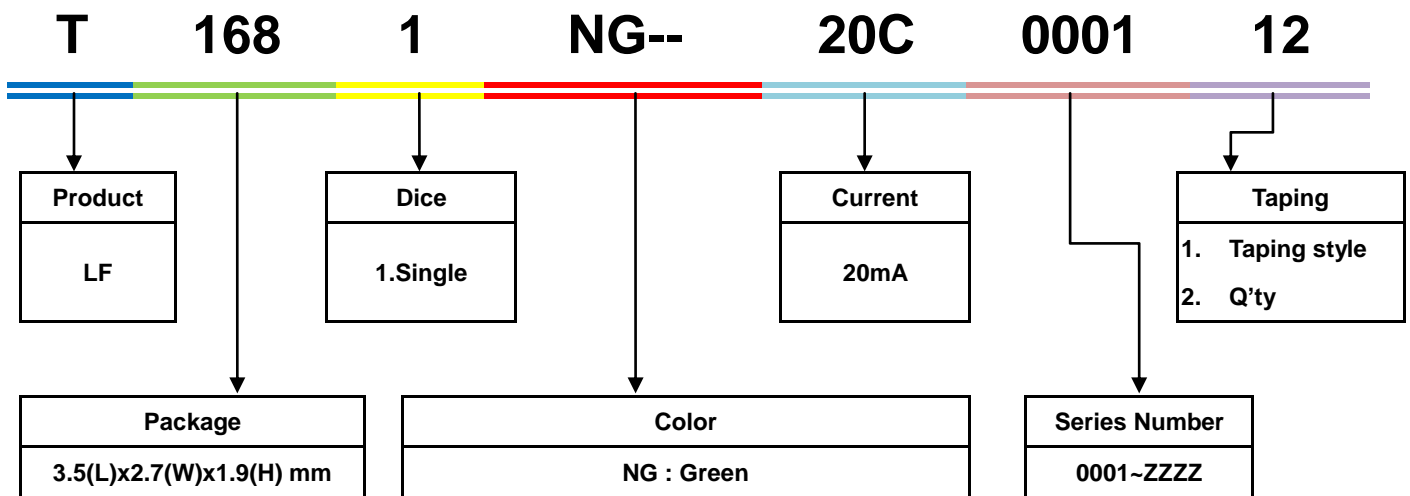 T 168 1 NG-- 20C 0001 12
Product
LF
Dice
1.Single
Current
20mA
Taping
1. Taping style
2. Q’ty
Package
3.5(L)x2.7(W)x1.9(H) mm
Color
NG : Green
Series Number
0001~ZZZZ